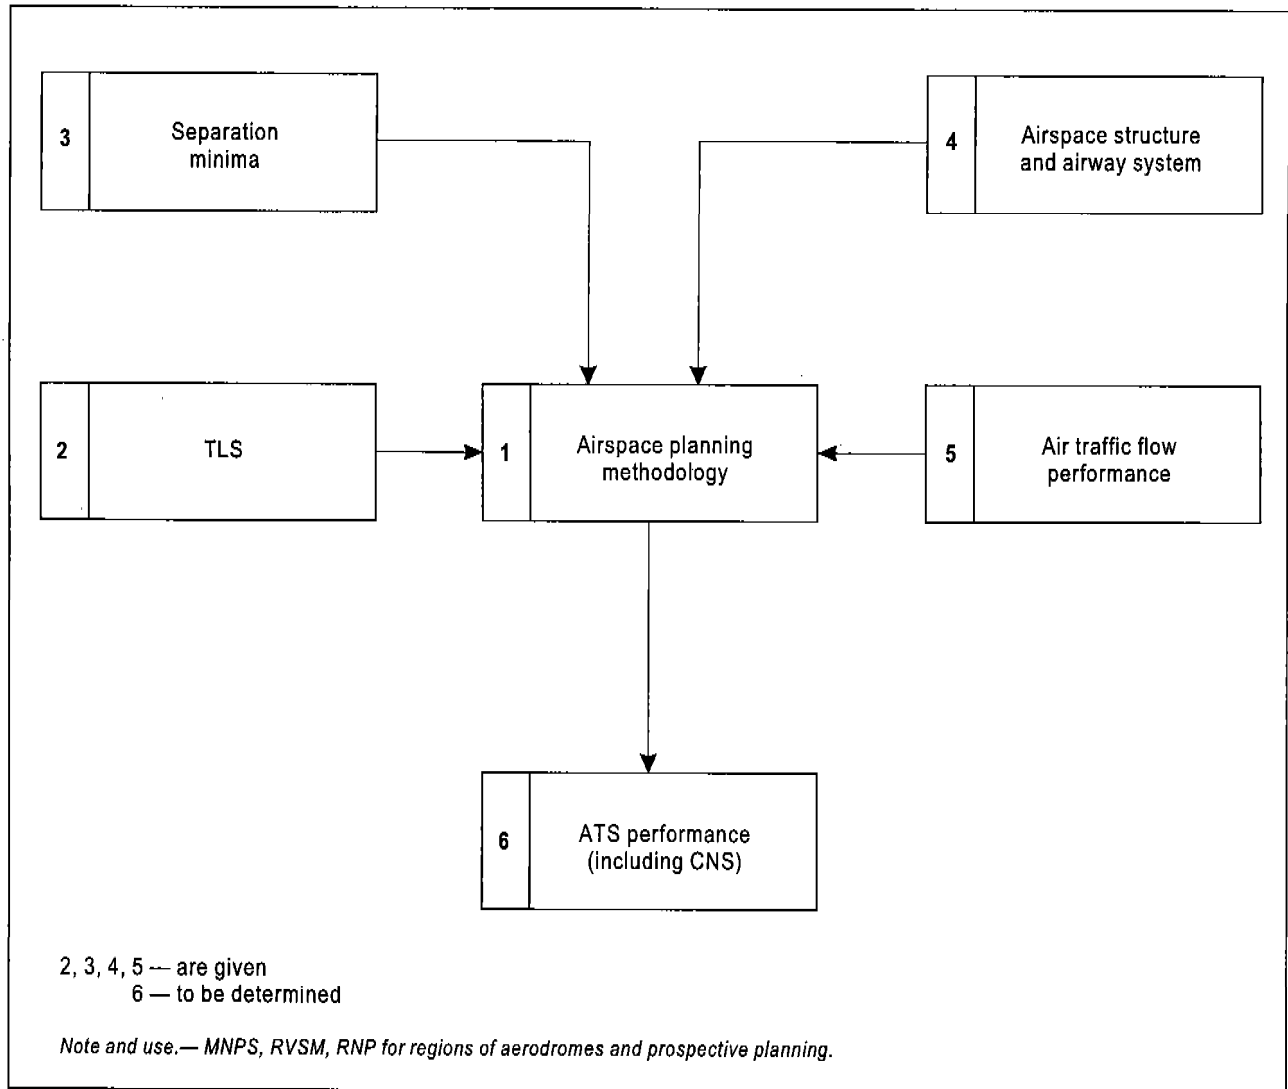 3
Separation
minima
4
Airspace structure
and airway system
2
TLS
1
Airspace planning
methodology
5
Air traffic flow
performance
6
ATS performance
(including CNS)
2, 3, 4, 5 — are given
6 — to be determined
Note and use.— MNPS, RVSM, RNP for regions of aerodromes and prospective planning.